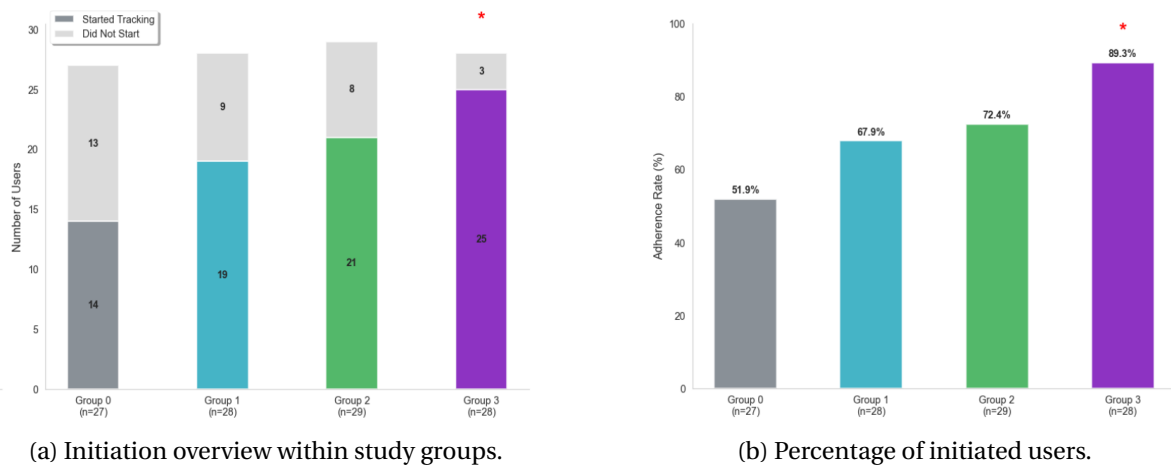 Started Tracking
Did Not Start
*
Number of Users
30
25
20
15
10
5
0
13
14
9
19
8
21
3
25
Group 0
(n=27)
Group 1
(n=28)
Group 2
(n=29)
Group 3
(n=28)
(a) Initiation overview within study groups.
*
Adherence Rate (%)
100
80
60
40
20
0
51.9%
67.9%
72.4%
89.3%
Group 0
(n=27)
Group 1
(n=28)
Group 2
(n=29)
Group 3
(n=28)
(b) Percentage of initiated users.